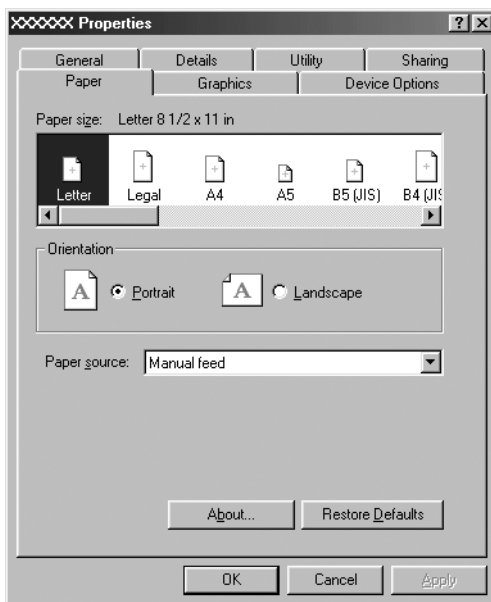 XXXXXX Properties
? X
General Details Utility Sharing
Paper Graphics Device Options
Paper size: Letter 8 1/2 x 11 in
Letter Legal A4 A5 B5 (JIS) B4 (JIS
Orientation
A Portrait A Landscape
Paper source: Manual feed
About... Restore Defaults
OK Cancel Apply